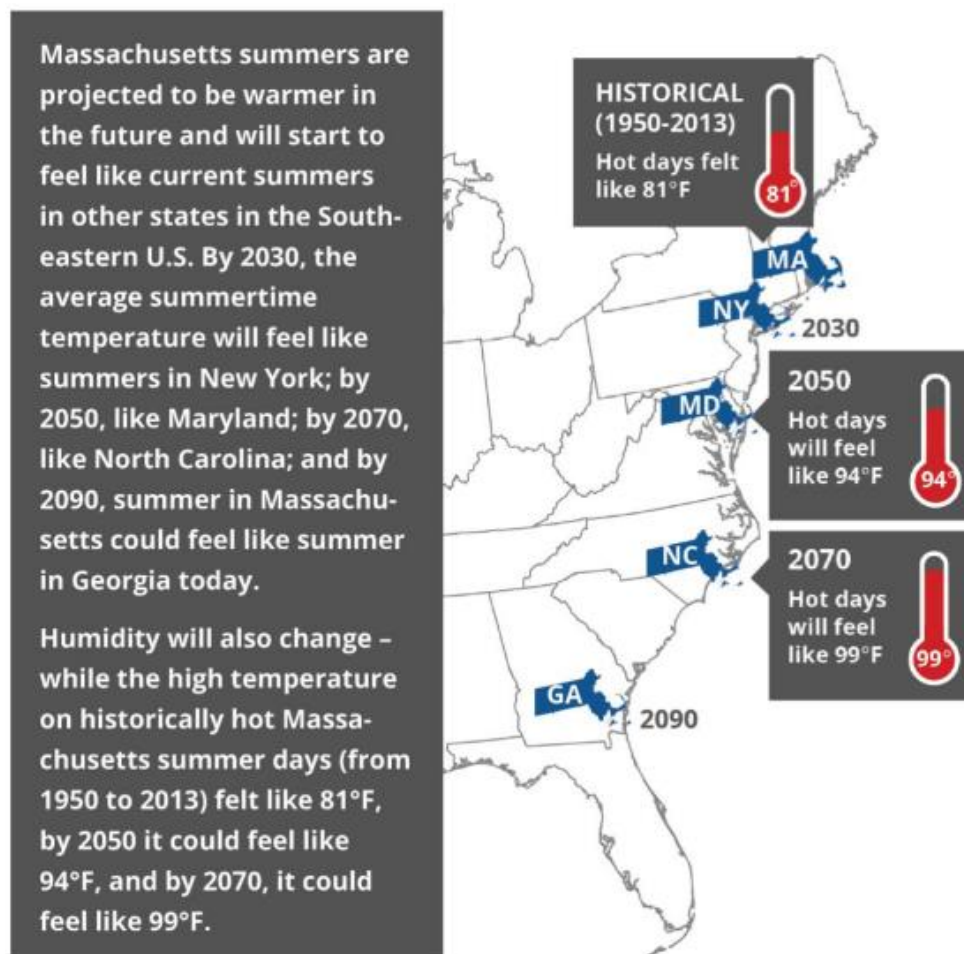 Massachusetts summers are
projected to be warmer in
the future and will start to
feel like current summers
in other states in the South-
eastern U.S. By 2030, the
average summertime
temperature will feel like
summers in New York; by
2050, like Maryland; by 2070,
like North Carolina; and by
2090, summer in Massachu-
setts could feel like summer
in Georgia today.
Humidity will also change –
while the high temperature
on historically hot Massa-
chusetts summer days (from
1950 to 2013) felt like 81°F,
by 2050 it could feel like
94°F, and by 2070, it could
feel like 99°F.
HISTORICAL
(1950-2013)
Hot days felt
like 81°F
81°
MA
NY
2030
MD
2050
Hot days
will feel
like 94°F
94°
NC
2070
Hot days
will feel
like 99°F
99°
GA
2090